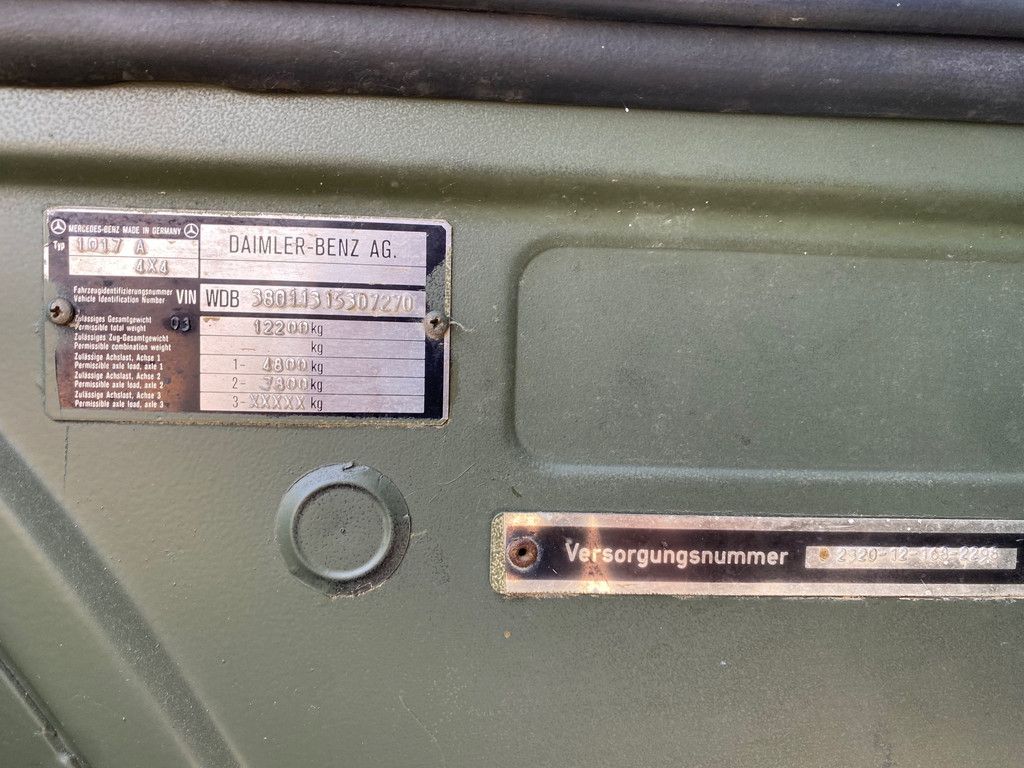 MERCEDES-BENZ MADE IN GERMANY
Typ 1017 A
4X4
DAIMLER-BENZ AG.
Fahrzeugidentifizierungsnummer
Vehicle Identification Number VIN WDB 38011315307270
Zulässiges Gesamtgewicht
Permissible total weight 03 12200 kg
Zulässiges Zug-Gesamtgewicht
Permissible combination weight kg
Zulässige Achslast, Achse 1
Permissible axle load, axle 1 1- 4800 kg
Zulässige Achslast, Achse 2
Permissible axle load, axle 2 2- 7800 kg
Zulässige Achslast, Achse 3
Permissible axle load, axle 3 3- XXXXX kg
Versorgungsnummer 2320-12-169-2298